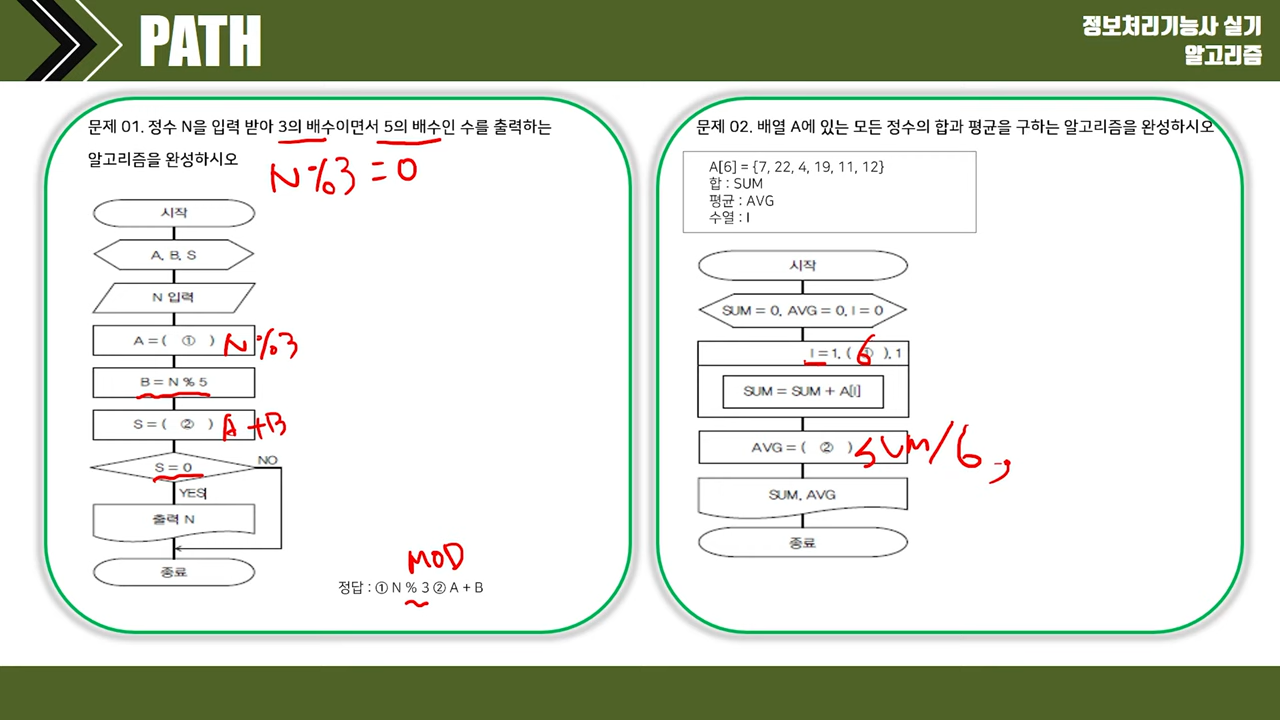 PATH
정보처리기능사 실기
알고리즘
문제 01. 정수 N을 입력 받아 3의 배수이면서 5의 배수인 수를 출력하는
알고리즘을 완성하시오
N%3=0
시작
A, B, S
N 입력
A = ( ① ) N%3
B = N % 5
S = ( ② ) A+B
S = 0
NO
YES
출력 N
종료
MOD
정답 : ① N % 3 ② A + B
문제 02. 배열 A에 있는 모든 정수의 합과 평균을 구하는 알고리즘을 완성하시오
A[6] = {7, 22, 4, 19, 11, 12}
합 : SUM
평균 : AVG
수열 : I
시작
SUM = 0, AVG = 0, I = 0
I = 1, ( ① ), 1
6
SUM = SUM + A[I]
AVG = ( ② ) SUM/6,
SUM, AVG
종료